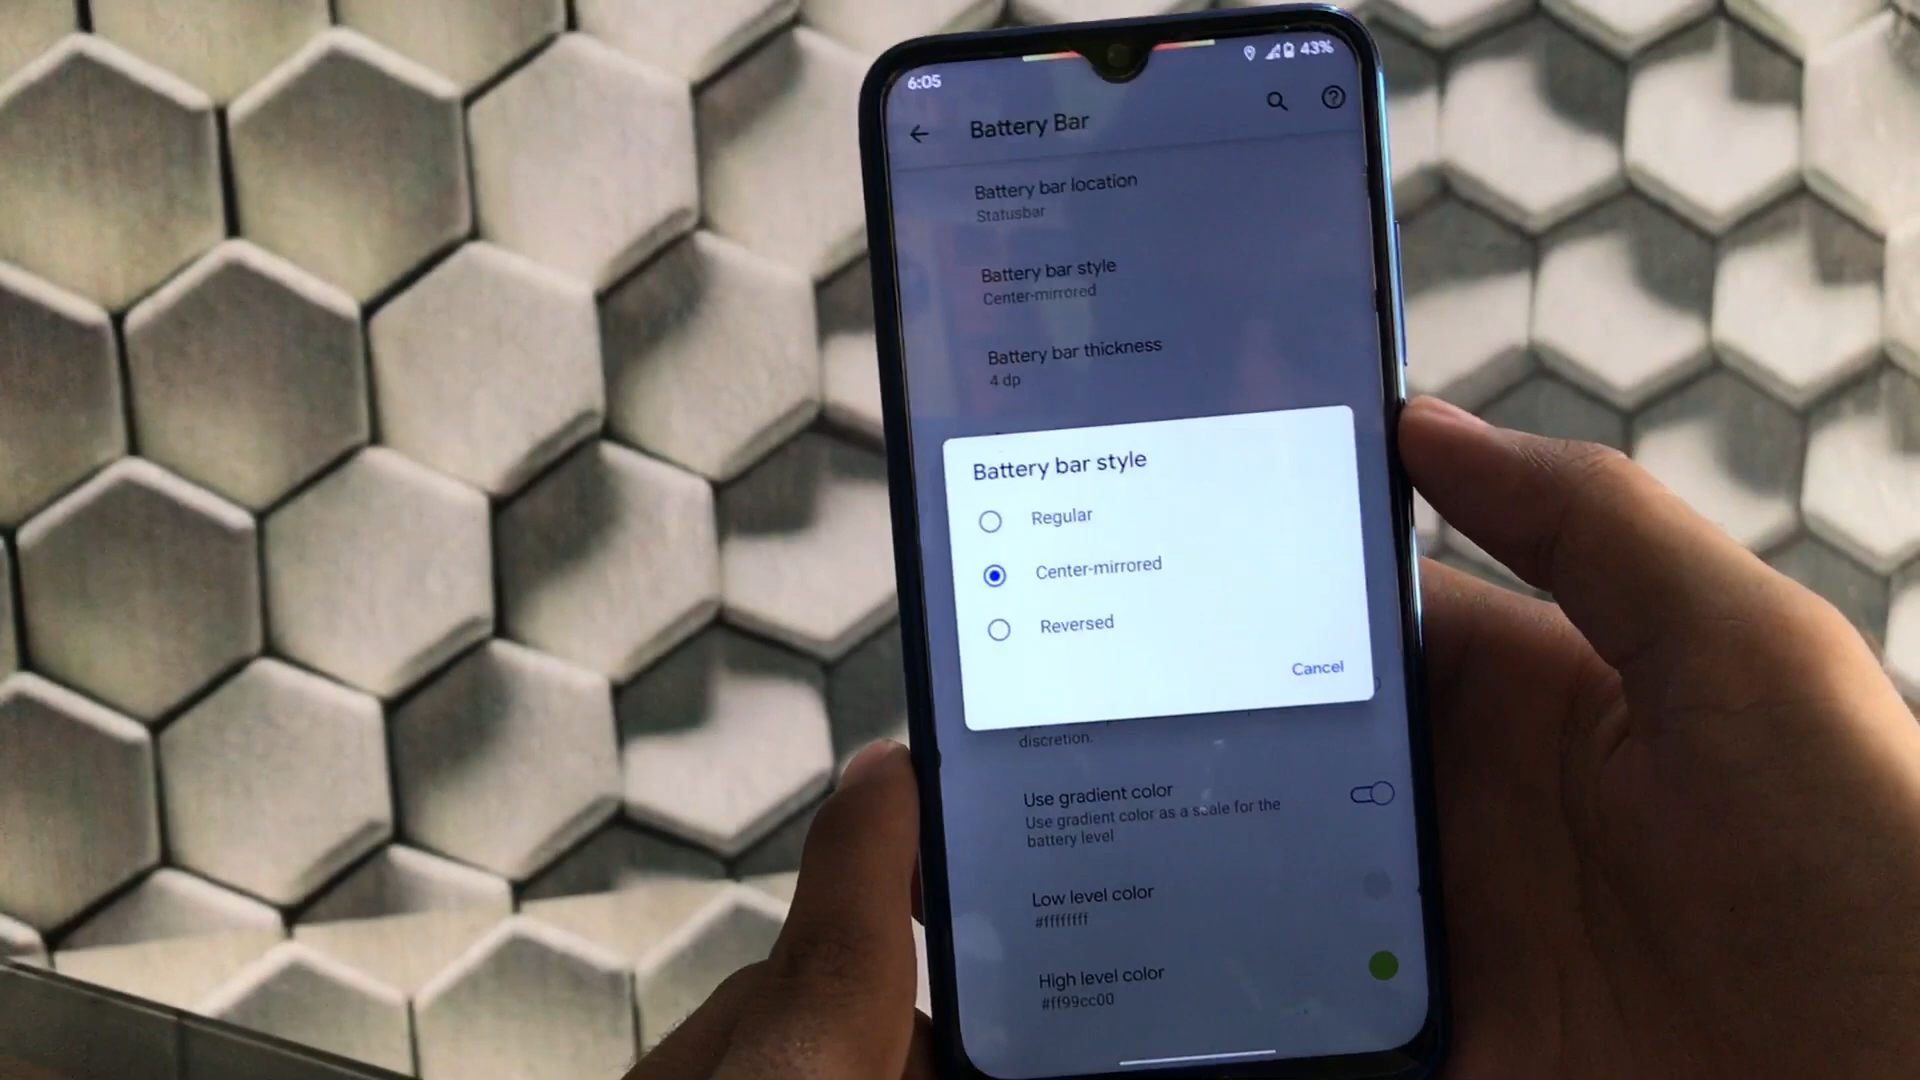 6:05
43%
Battery Bar
Battery bar location
Statusbar
Battery bar style
Center-mirrored
Battery bar thickness
4 dp
Battery bar style
Regular
Center-mirrored
Reversed
Cancel
discretion.
Use gradient color
Use gradient color as a scale for the
battery level
Low level color
#ffffffff
High level color
#ff99cc00